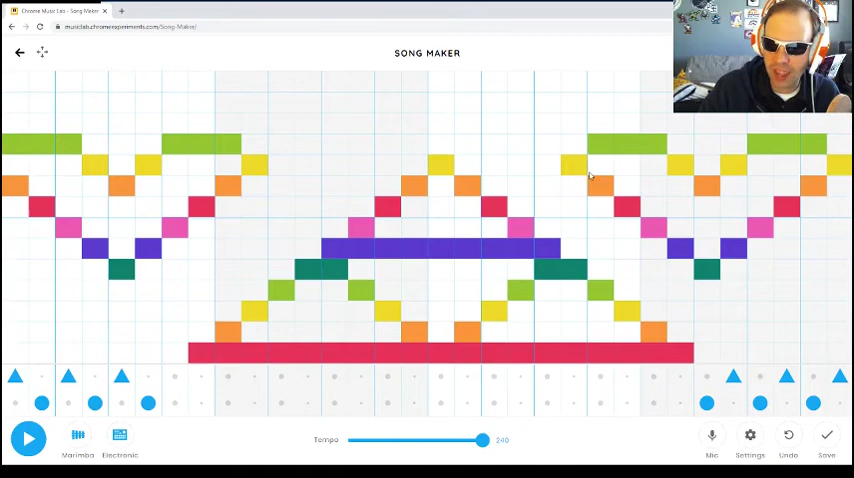 Chrome Music Lab - Song Maker
musiclab.chromeexperiments.com/Song-Maker/
SONG MAKER
Tempo
240
Marimba
Electronic
Mic
Settings
Undo
Save